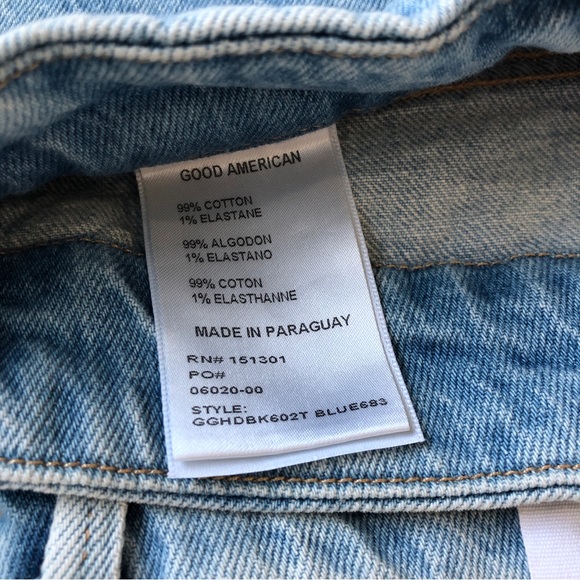 GOOD AMERICAN
99% COTTON
1% ELASTANE
99% ALGODON
1% ELASTANO
99% COTON
1% ELASTHANNE
MADE IN PARAGUAY
RN# 151301
PO#
06020-00
STYLE:
GGHDBK602T BLUE683